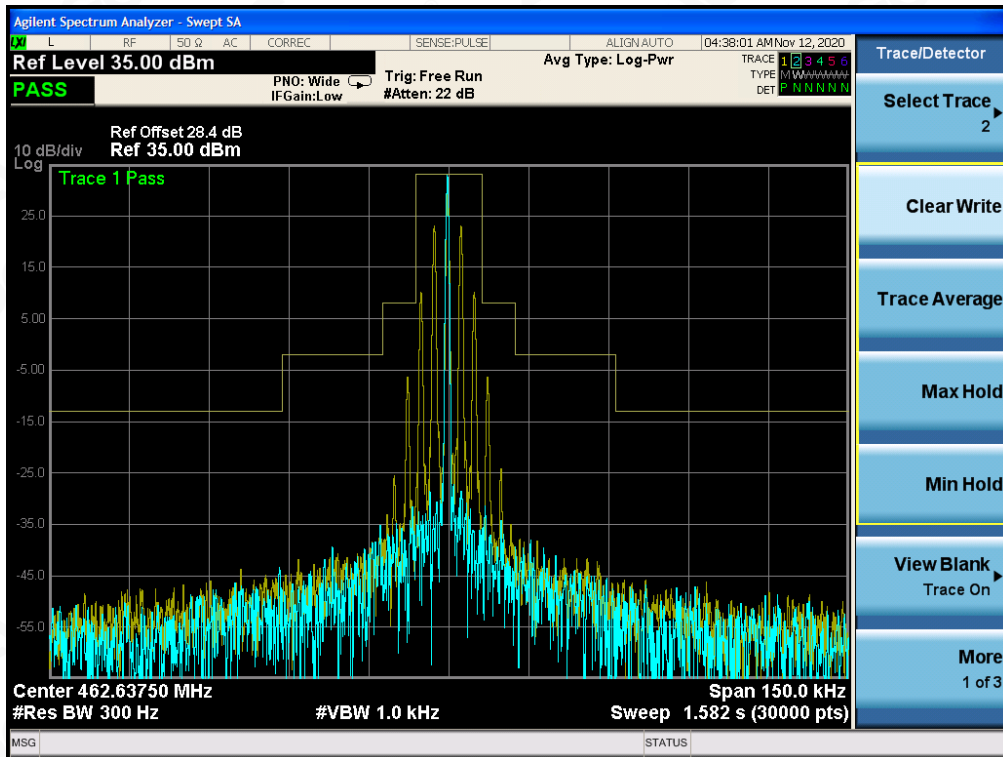 Agilent Spectrum Analyzer - Swept SA
LXI L RF 50 Ω AC CORREC SENSE:PULSE ALIGN AUTO 04:38:01 AM Nov 12, 2020
Ref Level 35.00 dBm
Avg Type: Log-Pwr
TRACE 1 2 3 4 5 6
PASS
PNO: Wide
Trig: Free Run
TYPE M
IFGain:Low
#Atten: 22 dB
DET P N N N N N
Ref Offset 28.4 dB
10 dB/div Ref 35.00 dBm
Log
Trace 1 Pass
25.0
15.0
5.00
-5.00
-15.0
-25.0
-35.0
-45.0
-55.0
Center 462.63750 MHz
Span 150.0 kHz
#Res BW 300 Hz
#VBW 1.0 kHz
Sweep 1.582 s (30000 pts)
MSG
STATUS
Trace/Detector
Select Trace
2
Clear Write
Trace Average
Max Hold
Min Hold
View Blank
Trace On
More
1 of 3